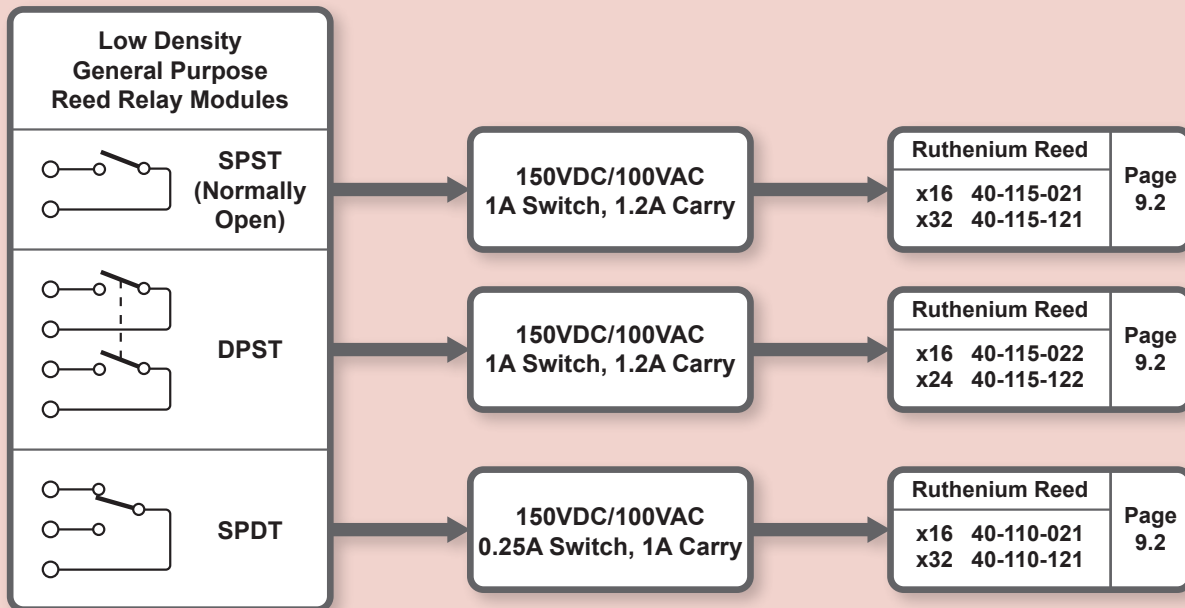 Low Density
General Purpose
Reed Relay Modules
SPST
(Normally
Open)
150VDC/100VAC
1A Switch, 1.2A Carry
Ruthenium Reed
x16 40-115-021
x32 40-115-121
Page
9.2
DPST
150VDC/100VAC
1A Switch, 1.2A Carry
Ruthenium Reed
x16 40-115-022
x24 40-115-122
Page
9.2
SPDT
150VDC/100VAC
0.25A Switch, 1A Carry
Ruthenium Reed
x16 40-110-021
x32 40-110-121
Page
9.2